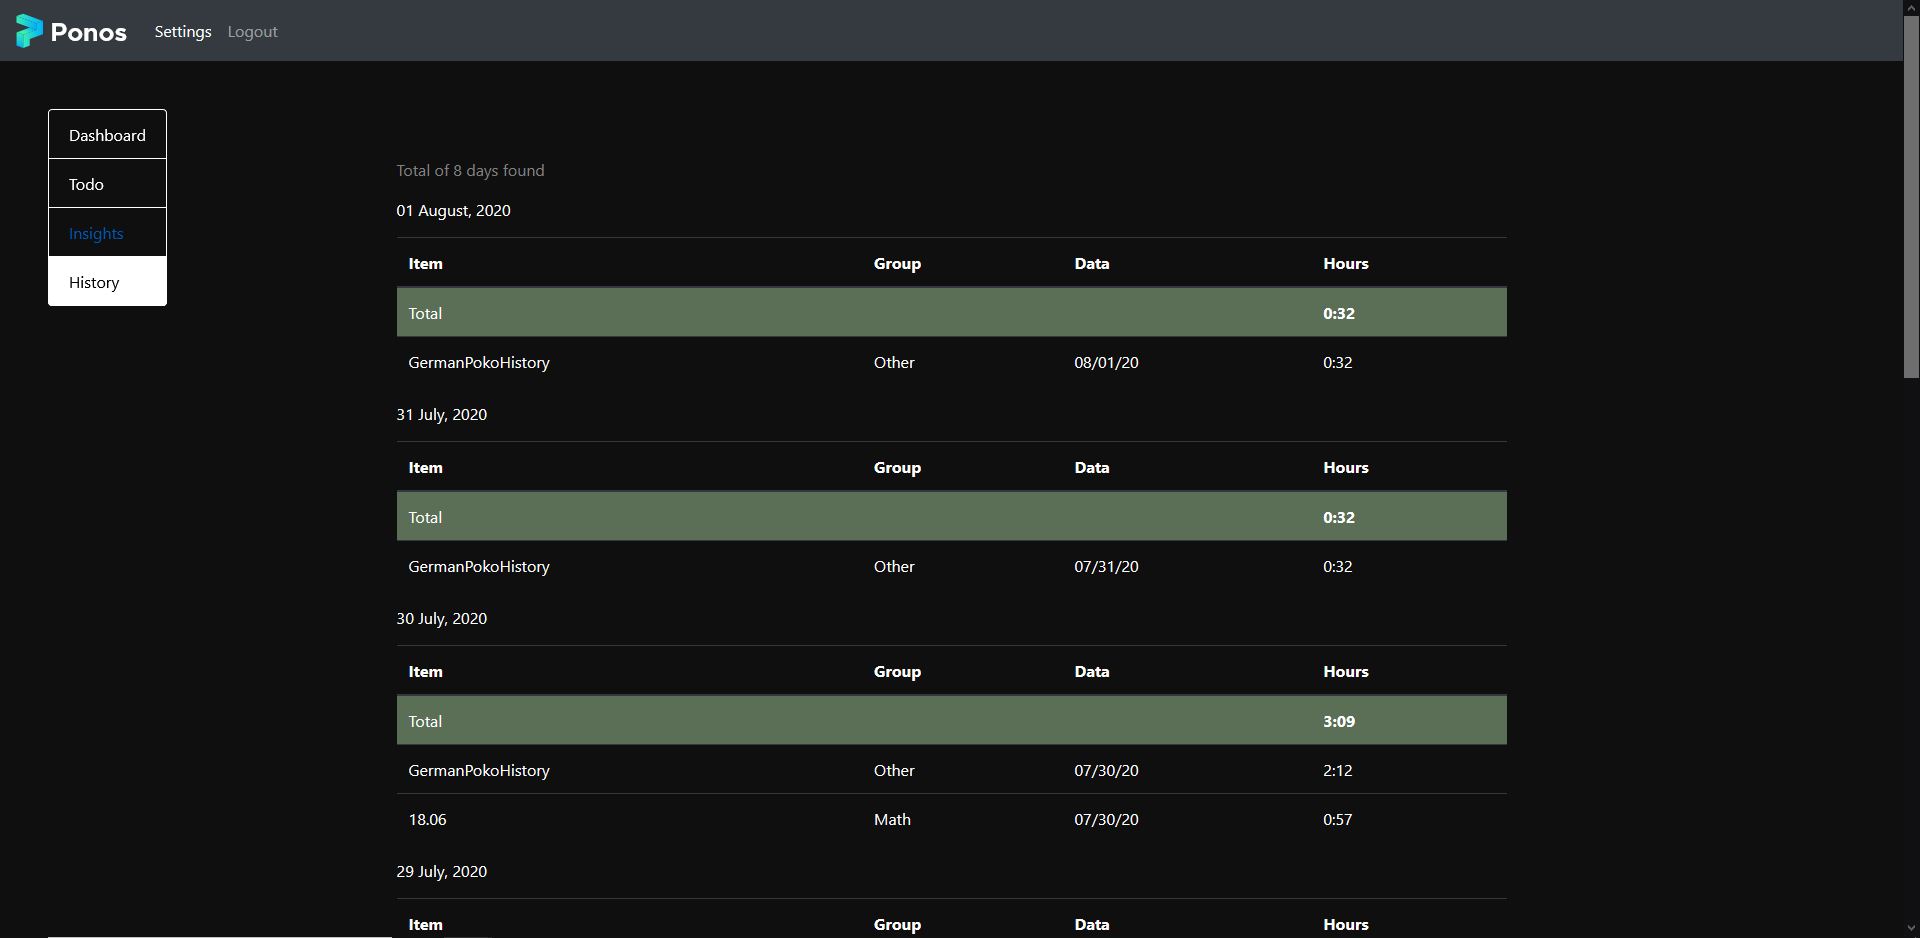 Ponos Settings Logout
Dashboard
Todo
Insights
History
Total of 8 days found
01 August, 2020
Item Group Data Hours
Total 0:32
GermanPokoHistory Other 08/01/20 0:32
31 July, 2020
Item Group Data Hours
Total 0:32
GermanPokoHistory Other 07/31/20 0:32
30 July, 2020
Item Group Data Hours
Total 3:09
GermanPokoHistory Other 07/30/20 2:12
18.06 Math 07/30/20 0:57
29 July, 2020
Item Group Data Hours